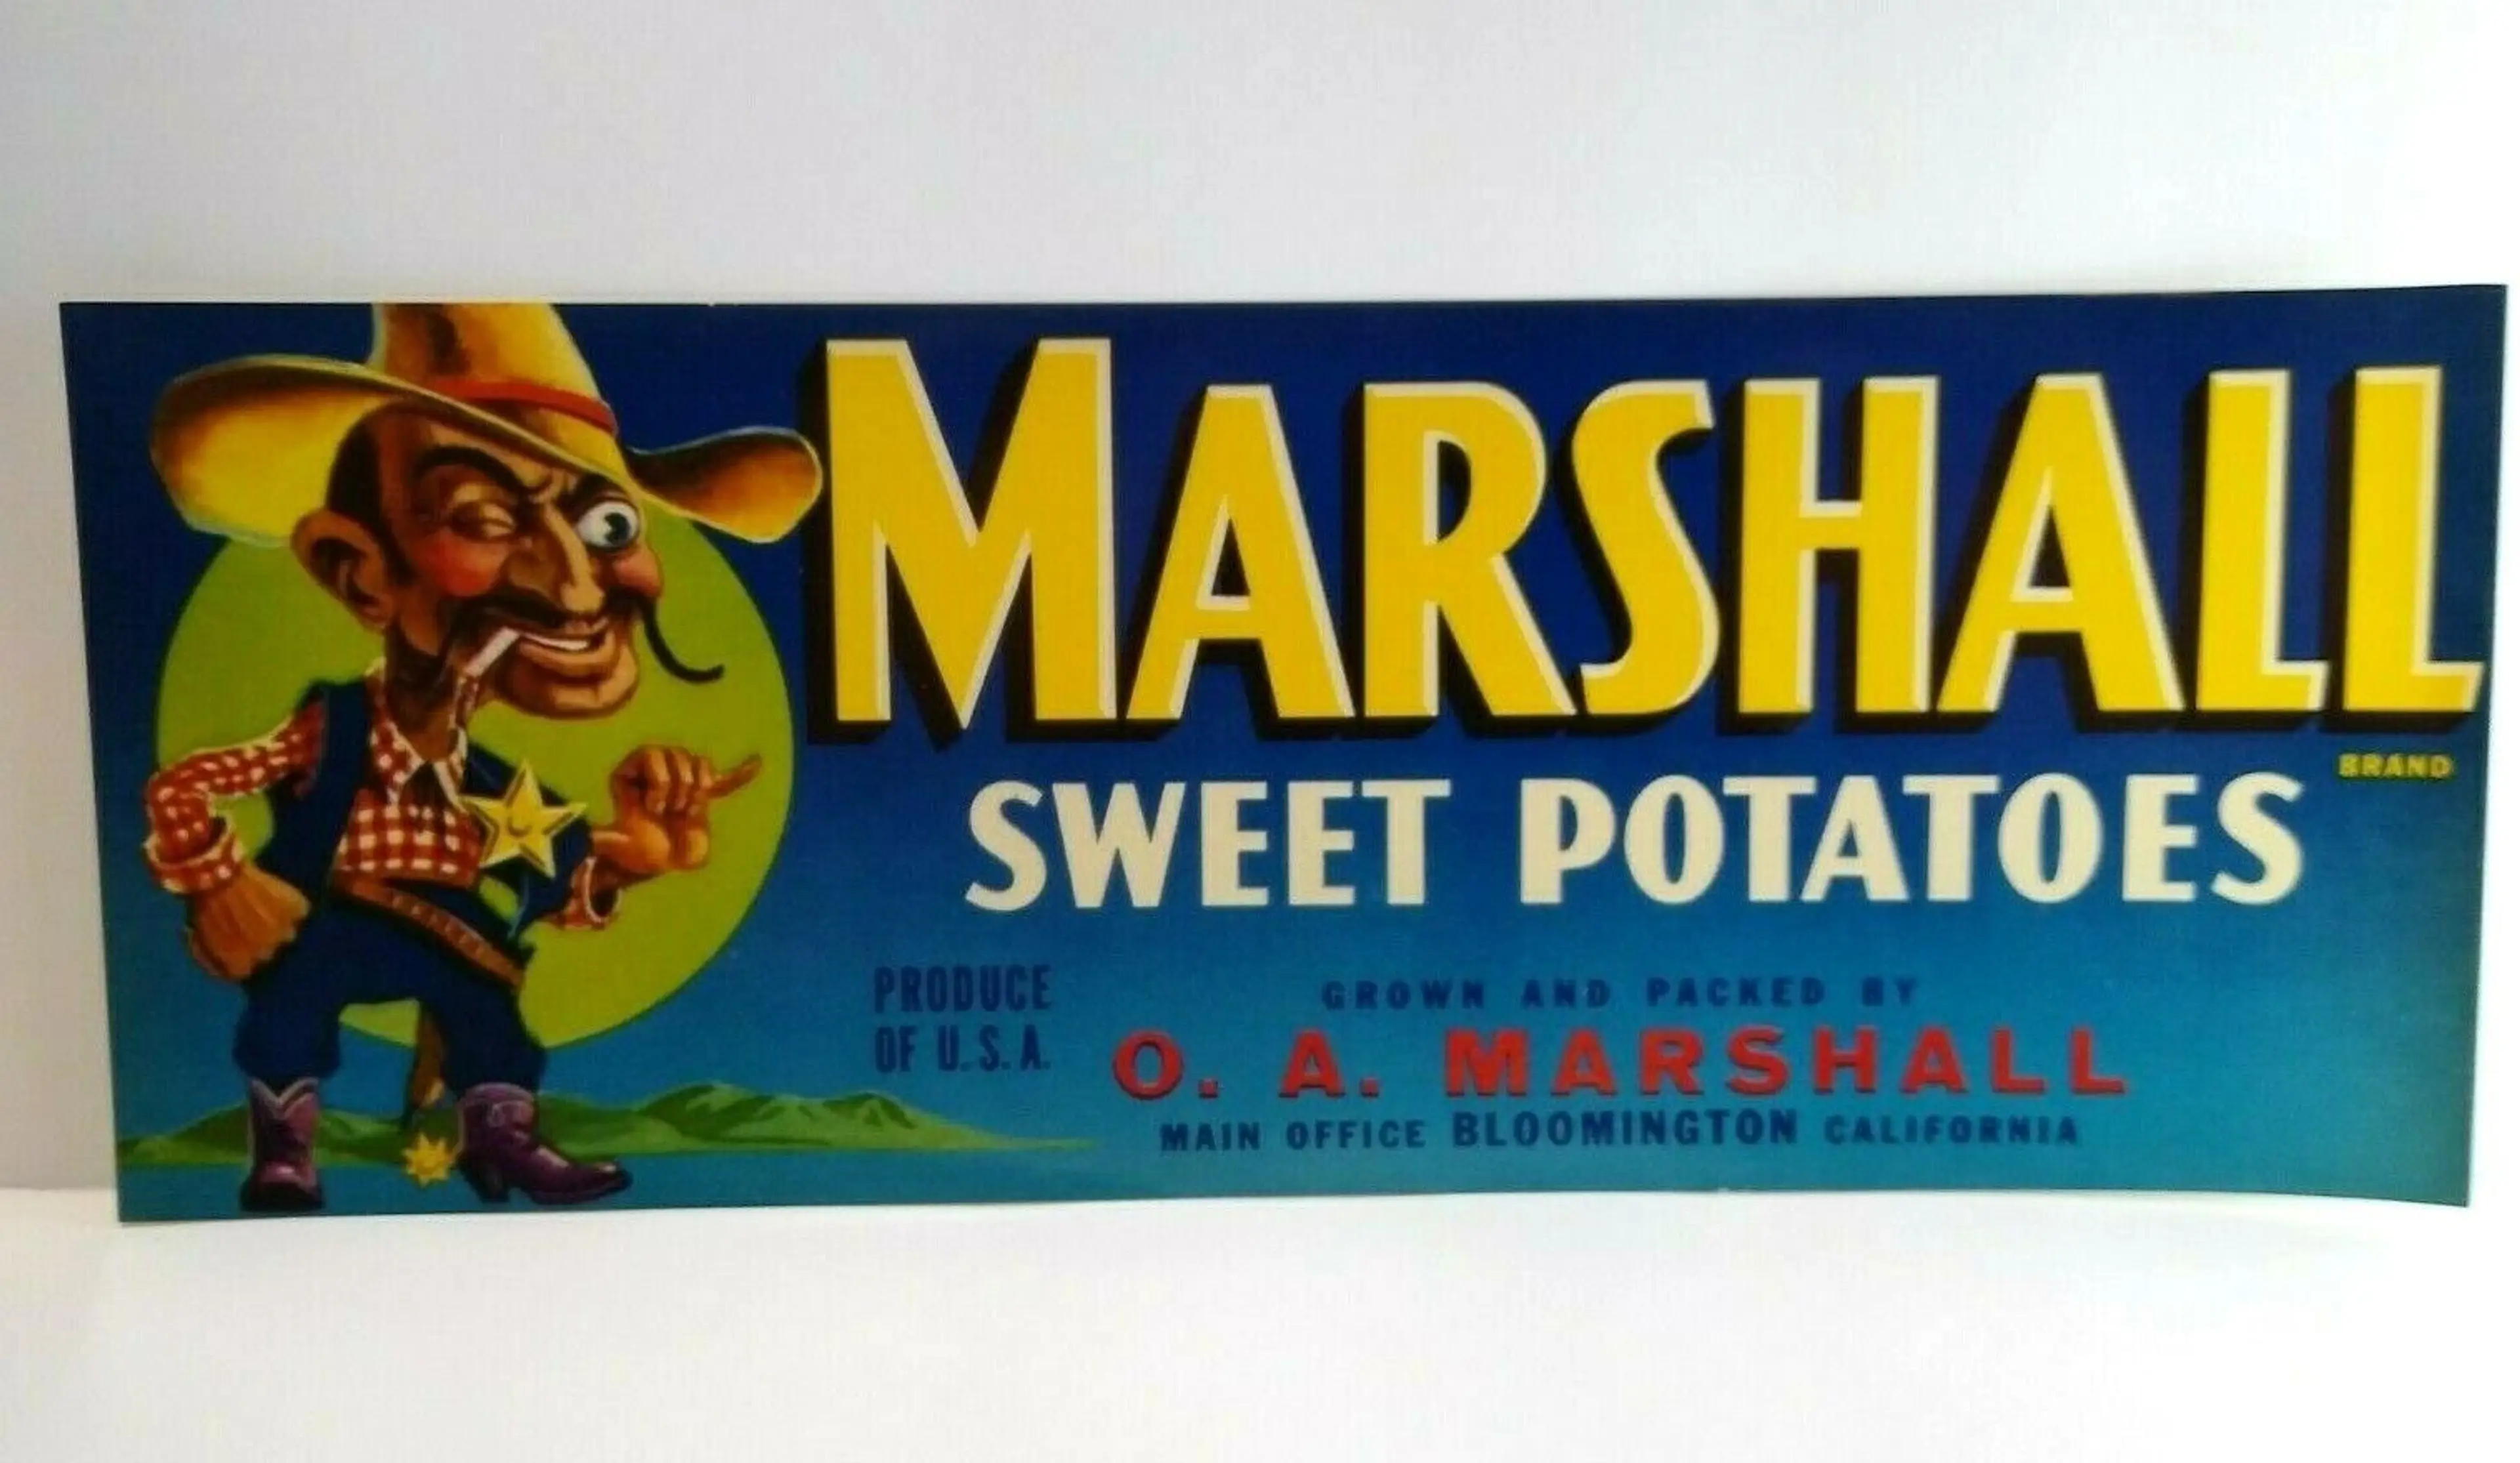 MARSHALL
BRAND
SWEET POTATOES
PRODUCE
OF U.S.A.
GROWN AND PACKED BY
O. A. MARSHALL
MAIN OFFICE BLOOMINGTON CALIFORNIA